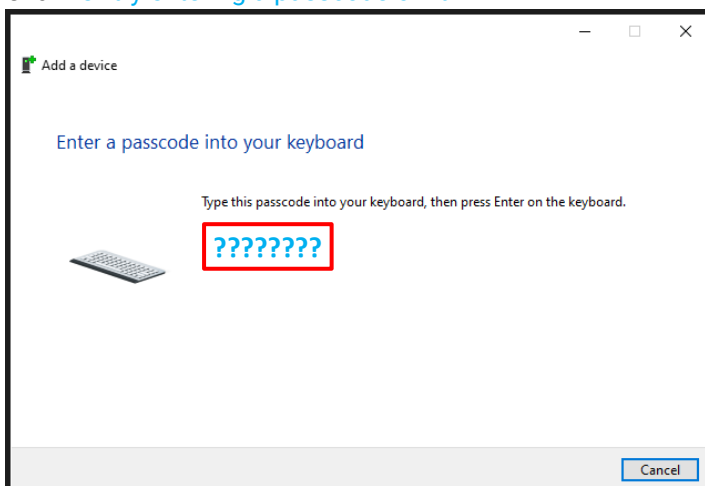 Add a device
Enter a passcode into your keyboard
Type this passcode into your keyboard, then press Enter on the keyboard.
????????
Cancel